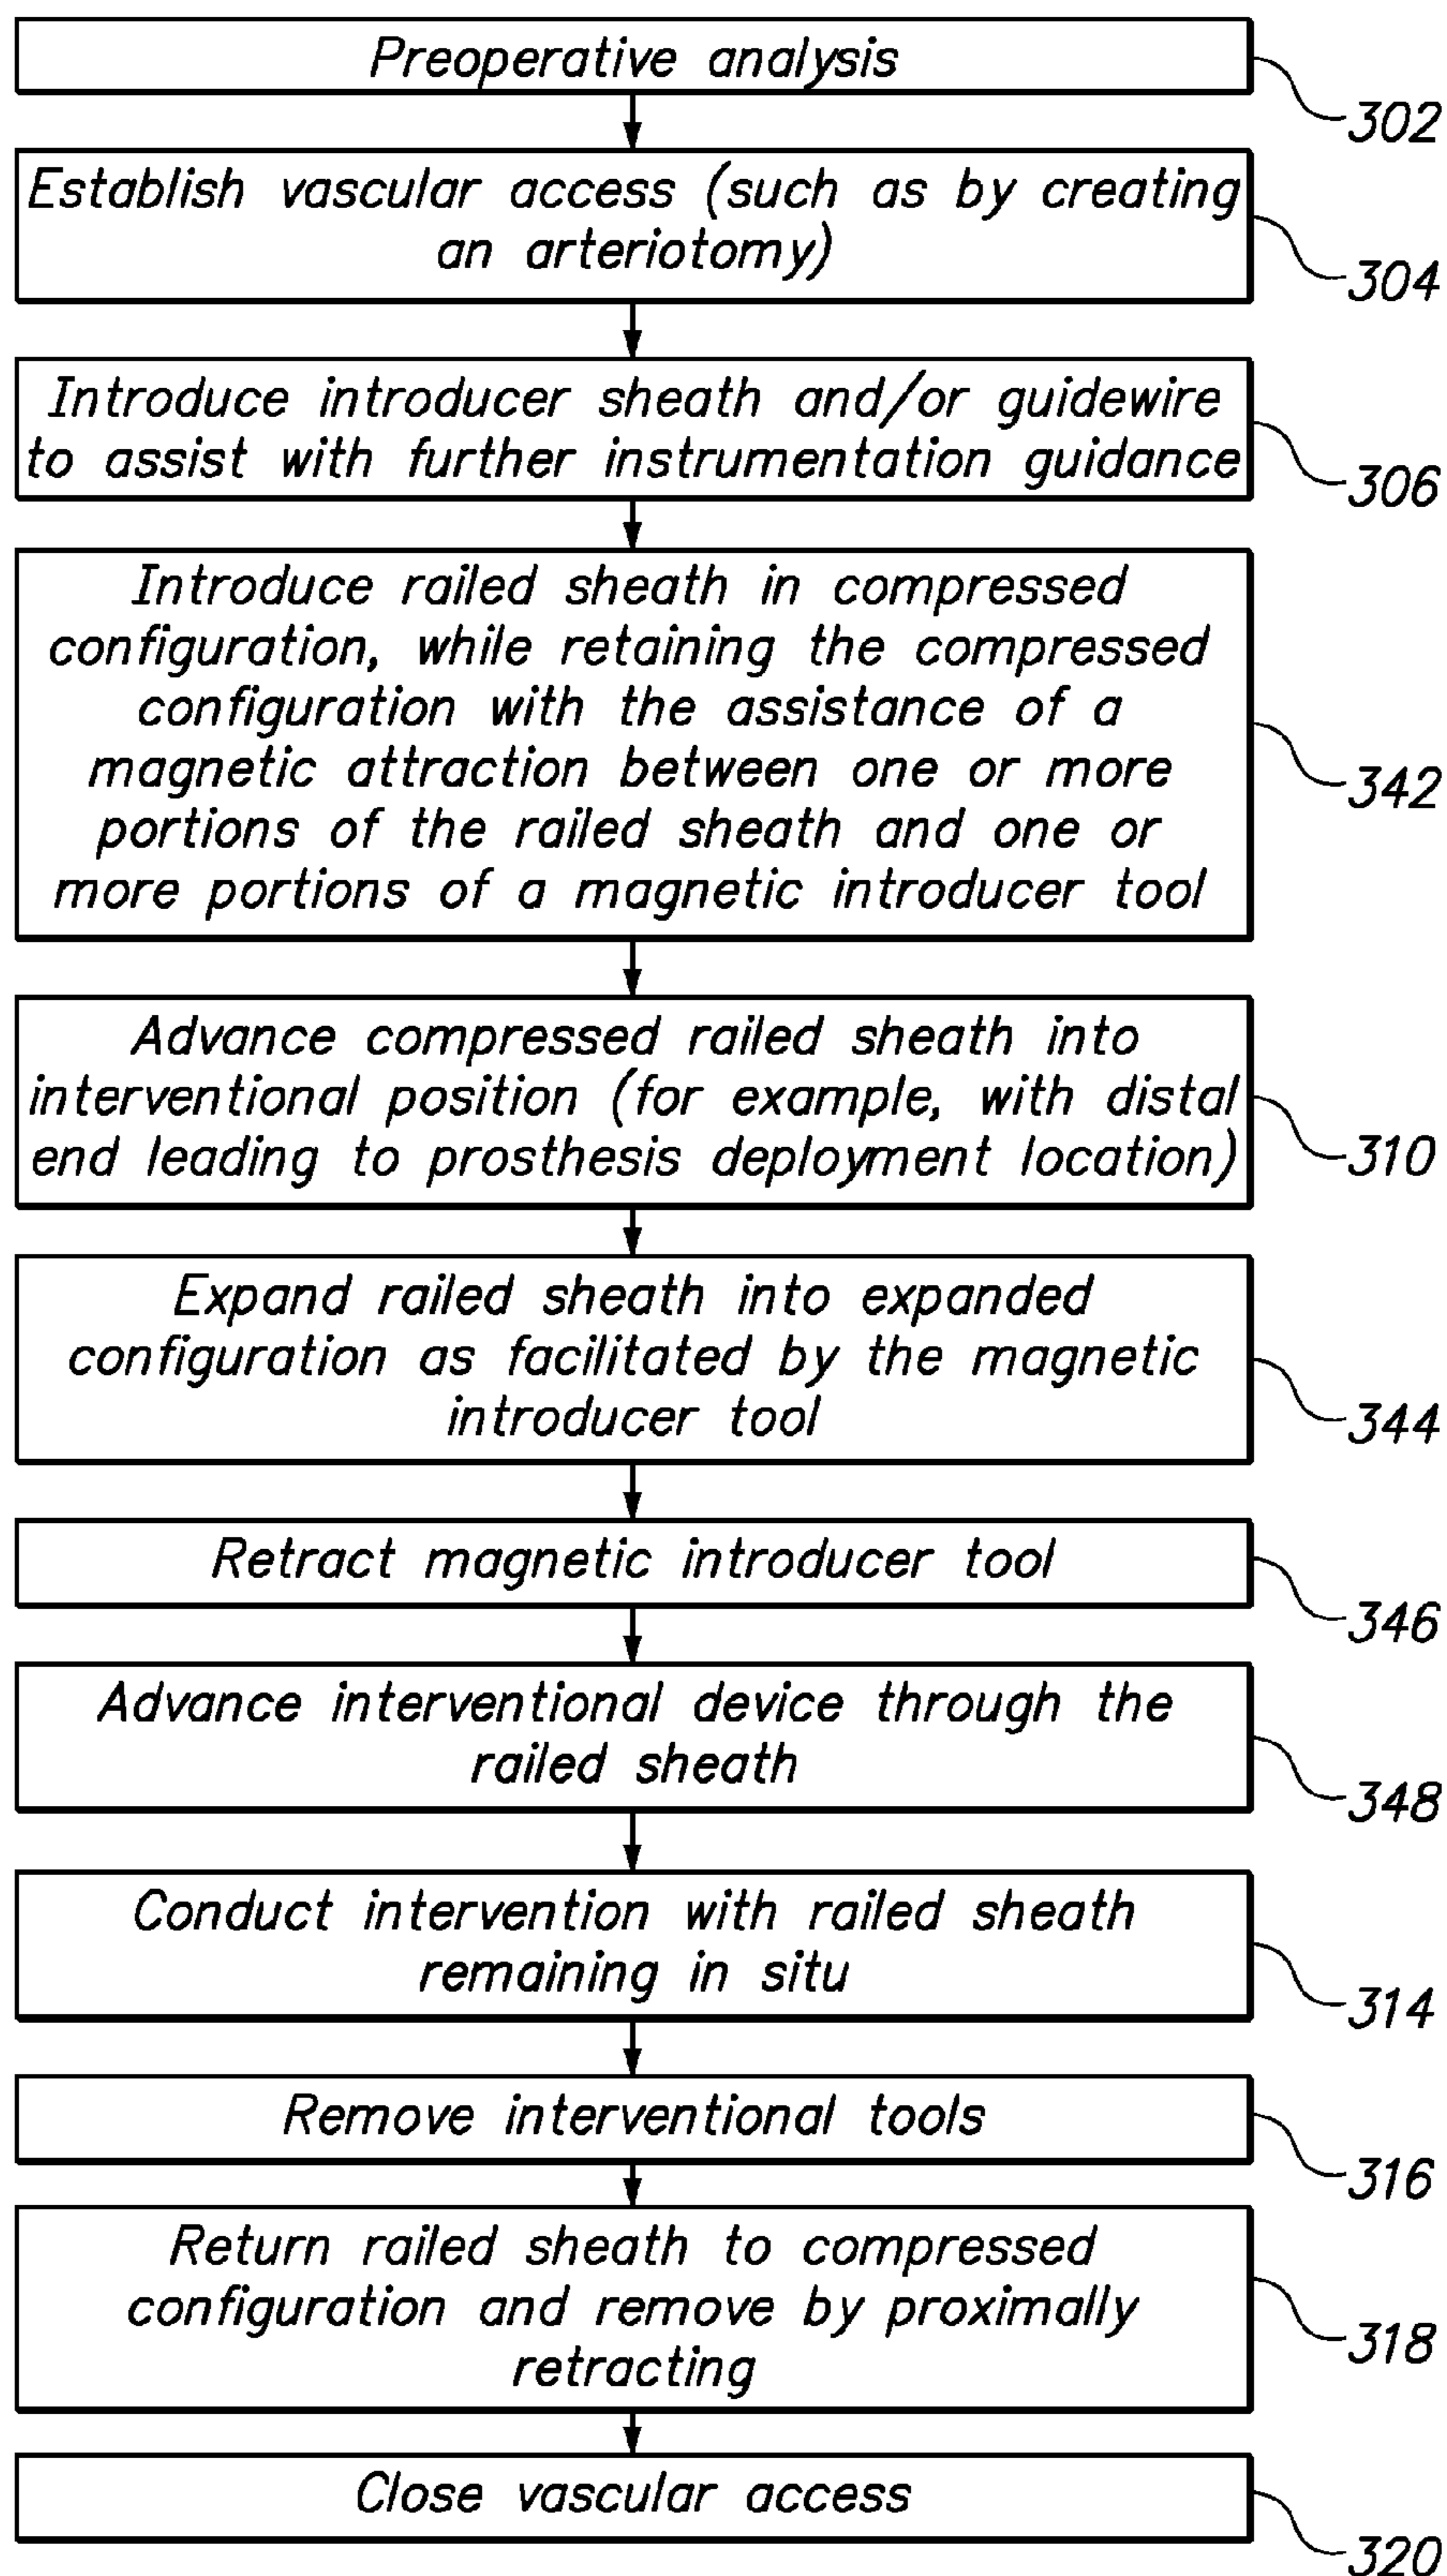 Preoperative analysis
302
Establish vascular access (such as by creating
an arteriotomy)
304
Introduce introducer sheath and/or guidewire
to assist with further instrumentation guidance
306
Introduce railed sheath in compressed
configuration, while retaining the compressed
configuration with the assistance of a
magnetic attraction between one or more
portions of the railed sheath and one or
more portions of a magnetic introducer tool
342
Advance compressed railed sheath into
interventional position (for example, with distal
end leading to prosthesis deployment location)
310
Expand railed sheath into expanded
configuration as facilitated by the magnetic
introducer tool
344
Retract magnetic introducer tool
346
Advance interventional device through the
railed sheath
348
Conduct intervention with railed sheath
remaining in situ
314
Remove interventional tools
316
Return railed sheath to compressed
configuration and remove by proximally
retracting
318
Close vascular access
320